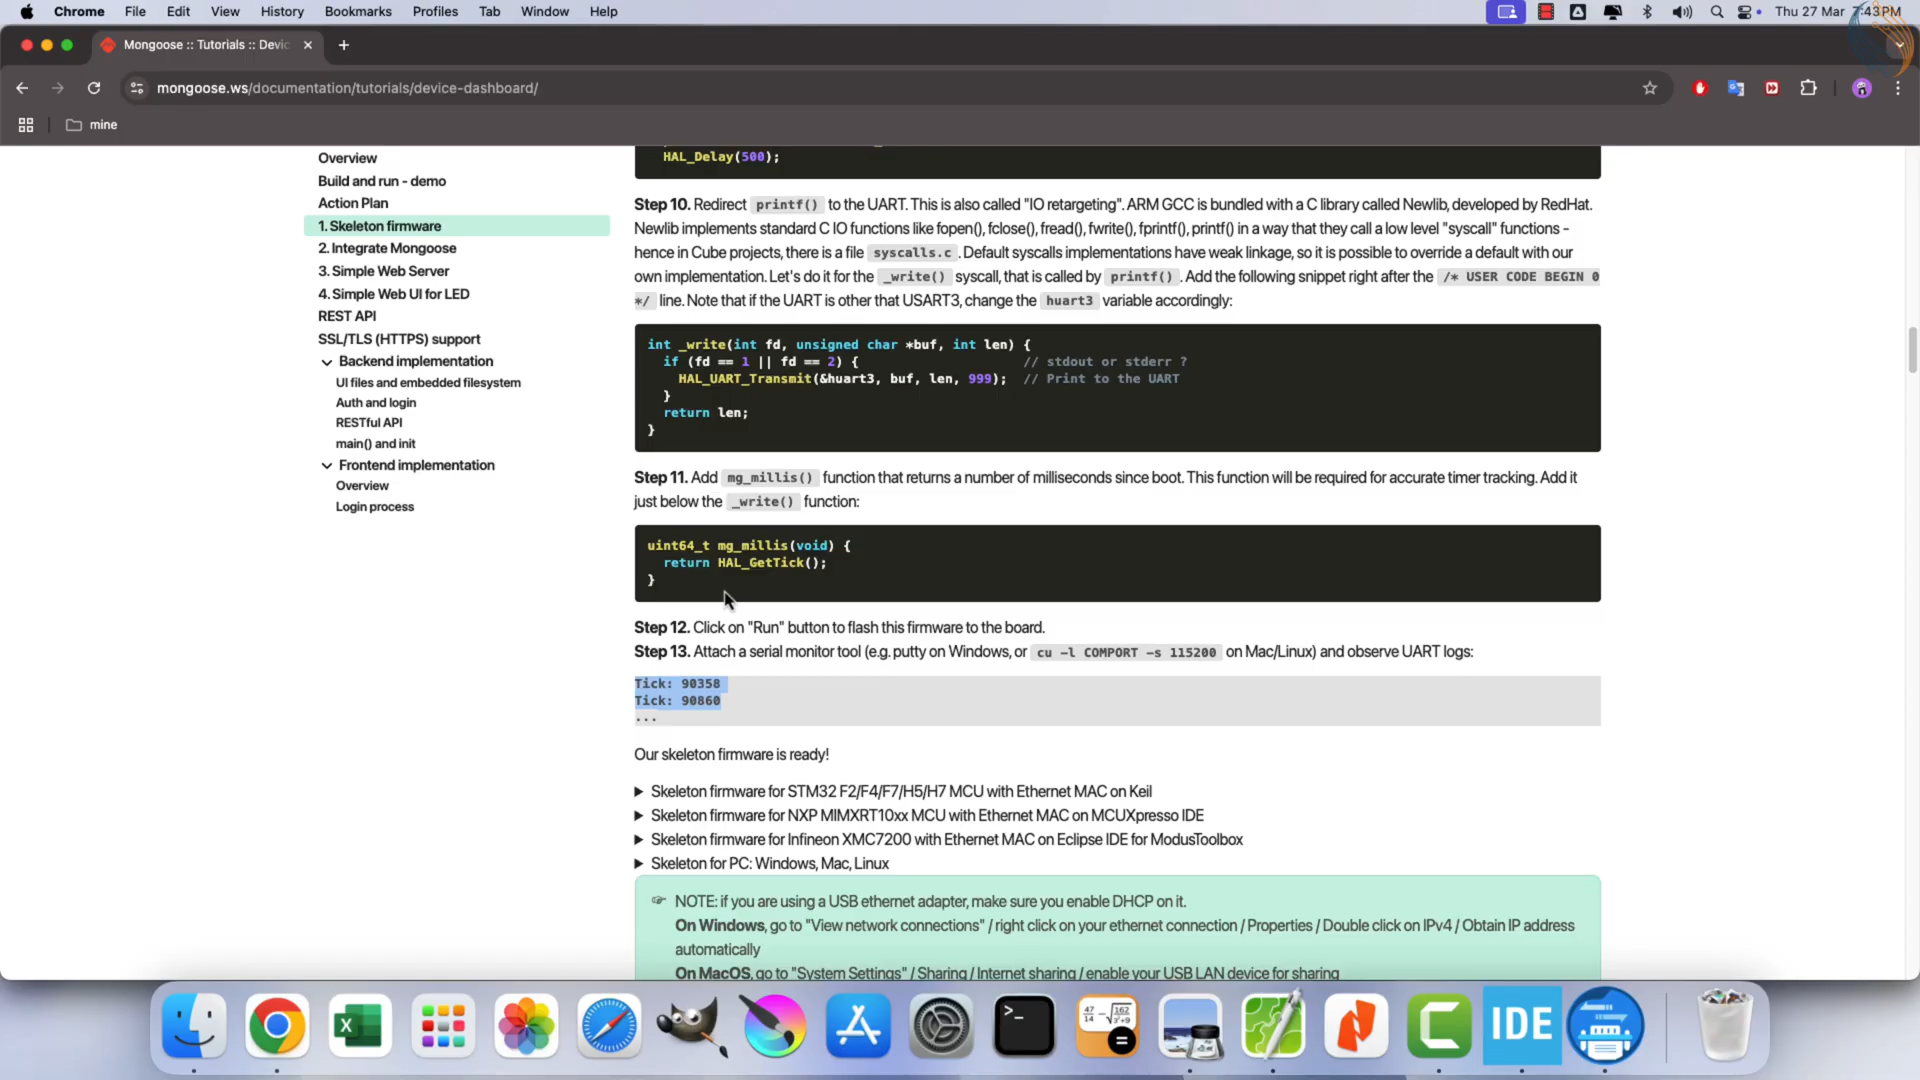 Chrome File Edit View History Bookmarks Profiles Tab Window Help Thu 27 Mar 7:43PM
Mongoose :: Tutorials :: Devic
mongoose.ws/documentation/tutorials/device-dashboard/
mine
Overview
Build and run - demo
Action Plan
1. Skeleton firmware
2. Integrate Mongoose
3. Simple Web Server
4. Simple Web UI for LED
REST API
SSL/TLS (HTTPS) support
Backend implementation
UI files and embedded filesystem
Auth and login
RESTful API
main() and init
Frontend implementation
Overview
Login process
HAL_Delay(500);
Step 10. Redirect printf() to the UART. This is also called "IO retargeting". ARM GCC is bundled with a C library called Newlib, developed by RedHat.
Newlib implements standard C IO functions like fopen(), fclose(), fread(), fwrite(), fprintf(), printf() in a way that they call a low level "syscall" functions -
hence in Cube projects, there is a file syscalls.c . Default syscalls implementations have weak linkage, so it is possible to override a default with our
own implementation. Let's do it for the _write() syscall, that is called by printf() . Add the following snippet right after the /* USER CODE BEGIN 0
*/ line. Note that if the UART is other that USART3, change the huart3 variable accordingly:
int _write(int fd, unsigned char *buf, int len) {
if (fd == 1 || fd == 2) { // stdout or stderr ?
HAL_UART_Transmit(&huart3, buf, len, 999); // Print to the UART
}
return len;
}
Step 11. Add mg_millis() function that returns a number of milliseconds since boot. This function will be required for accurate timer tracking. Add it
just below the _write() function:
uint64_t mg_millis(void) {
return HAL_GetTick();
}
Step 12. Click on "Run" button to flash this firmware to the board.
Step 13. Attach a serial monitor tool (e.g. putty on Windows, or cu -l COMPORT -s 115200 on Mac/Linux) and observe UART logs:
Tick: 90358
Tick: 90860
...
Our skeleton firmware is ready!
Skeleton firmware for STM32 F2/F4/F7/H5/H7 MCU with Ethernet MAC on Keil
Skeleton firmware for NXP MIMXRT10xx MCU with Ethernet MAC on MCUXpresso IDE
Skeleton firmware for Infineon XMC7200 with Ethernet MAC on Eclipse IDE for ModusToolbox
Skeleton for PC: Windows, Mac, Linux
NOTE: if you are using a USB ethernet adapter, make sure you enable DHCP on it.
On Windows, go to "View network connections" / right click on your ethernet connection / Properties / Double click on IPv4 / Obtain IP address
automatically
On MacOS, go to "System Settings" / Sharing / Internet sharing / enable your USB LAN device for sharing
IDE